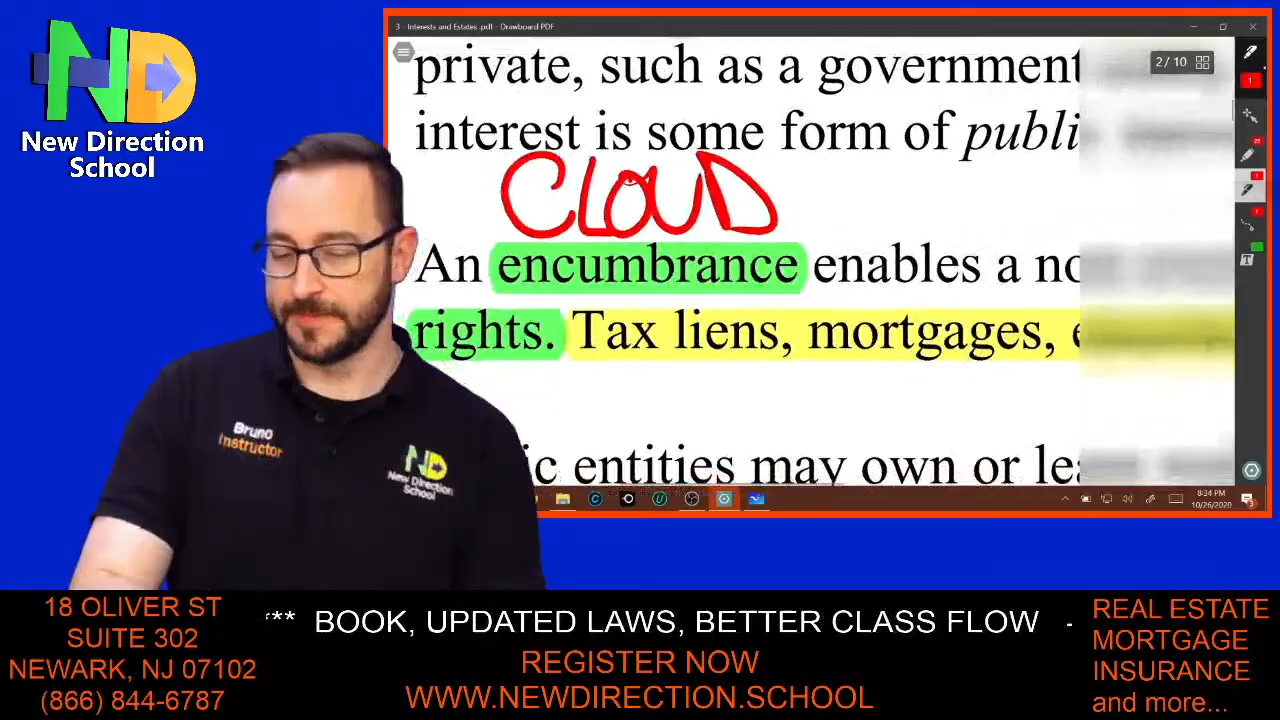 ND
New Direction
School
3 - Interests and Estates .pdf - Drawboard PDF
2 / 10
private, such as a government
interest is some form of publi
CLOUD
An encumbrance enables a no
rights. Tax liens, mortgages, e
ic entities may own or lea
8:34 PM
10/26/2020
Bruno
Instructor
ND
New Direction
School
18 OLIVER ST
SUITE 302
NEWARK, NJ 07102
(866) 844-6787
*** BOOK, UPDATED LAWS, BETTER CLASS FLOW -
REGISTER NOW
WWW.NEWDIRECTION.SCHOOL
REAL ESTATE
MORTGAGE
INSURANCE
and more...